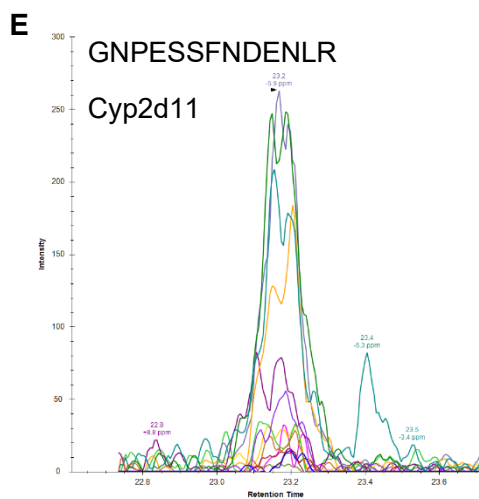 E
GNPESSFNDENLR
Cyp2d11
300
250
200
150
100
50
0
Intensity
23.2
-5.9 ppm
23.4
-5.3 ppm
22.8
+8.8 ppm
23.5
-3.4 ppm
22.8 23.0 23.2 23.4 23.6
Retention Time